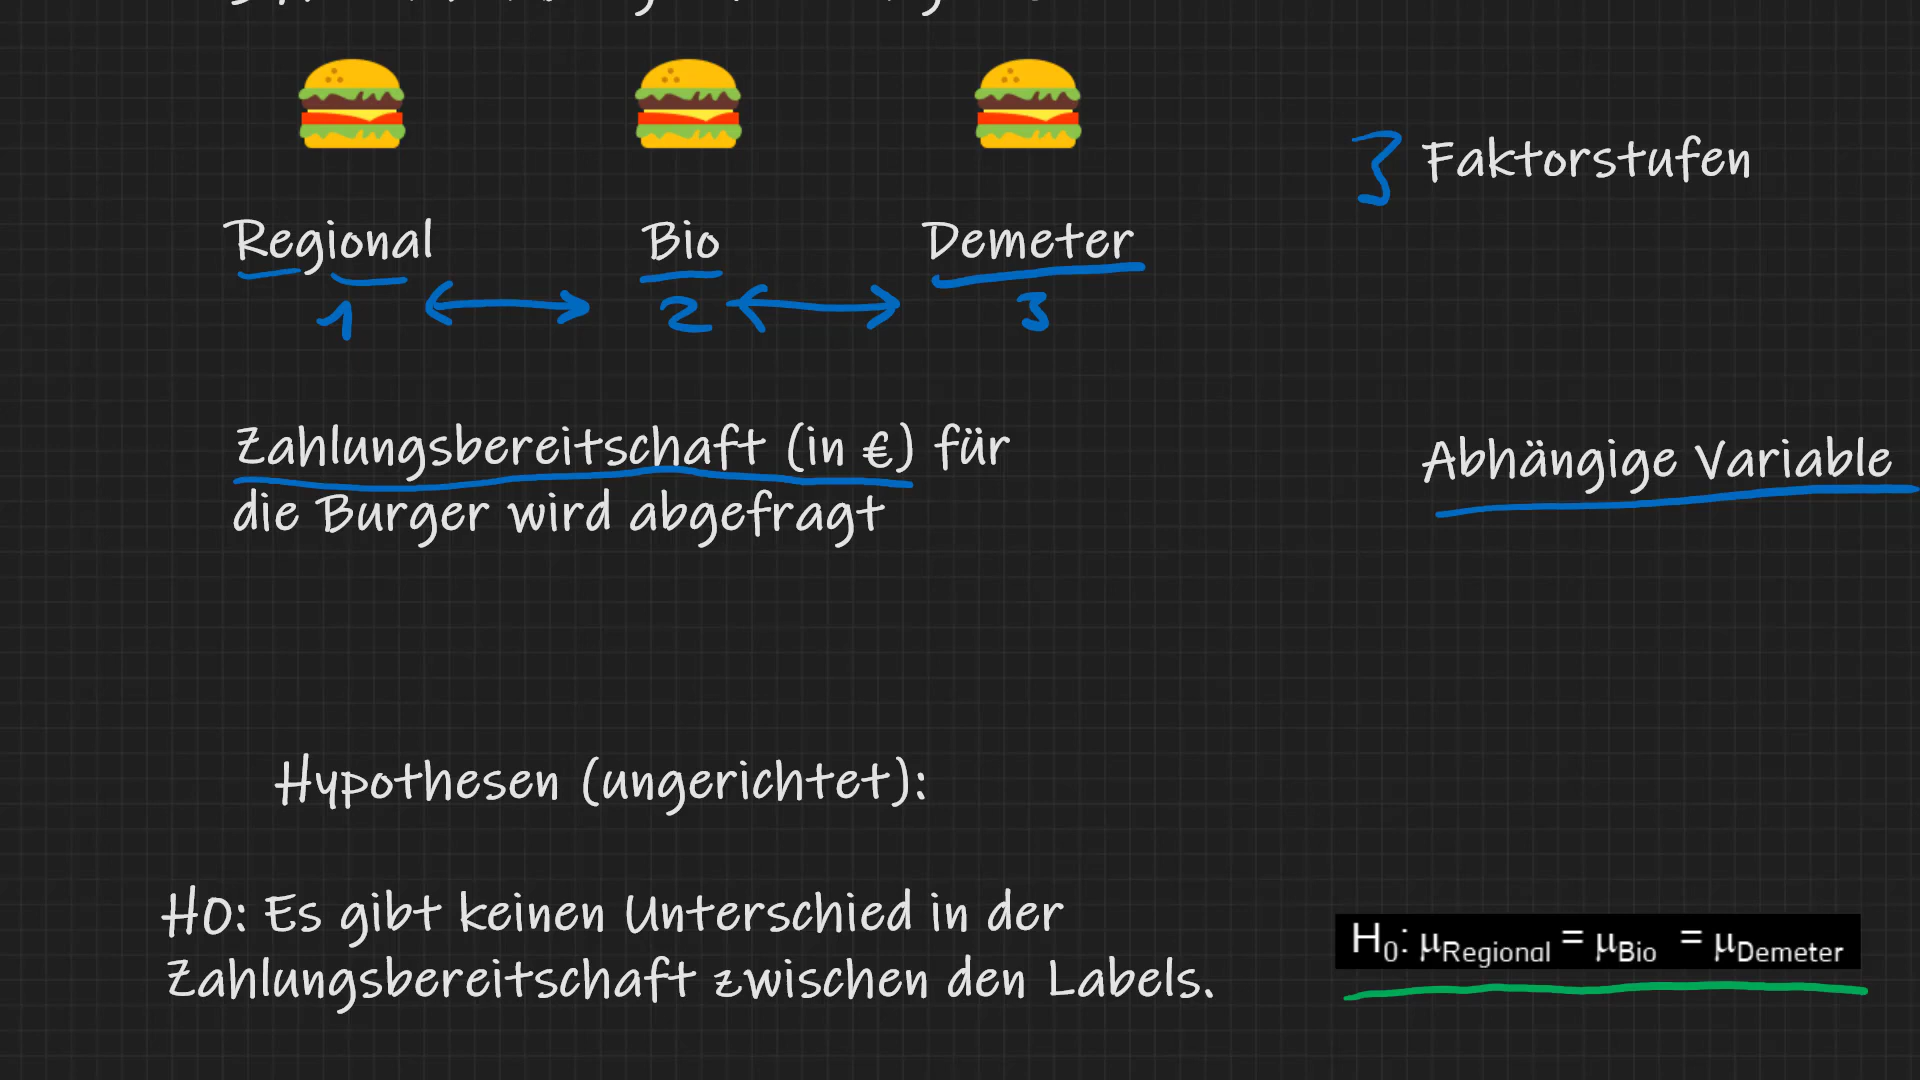 3 Faktorstufen
Regional Bio Demeter
1 2 3
Zahlungsbereitschaft (in €) für
die Burger wird abgefragt
Abhängige Variable
Hypothesen (ungerichtet):
H0: Es gibt keinen Unterschied in der
Zahlungsbereitschaft zwischen den Labels.
H₀: μRegional = μBio = μDemeter